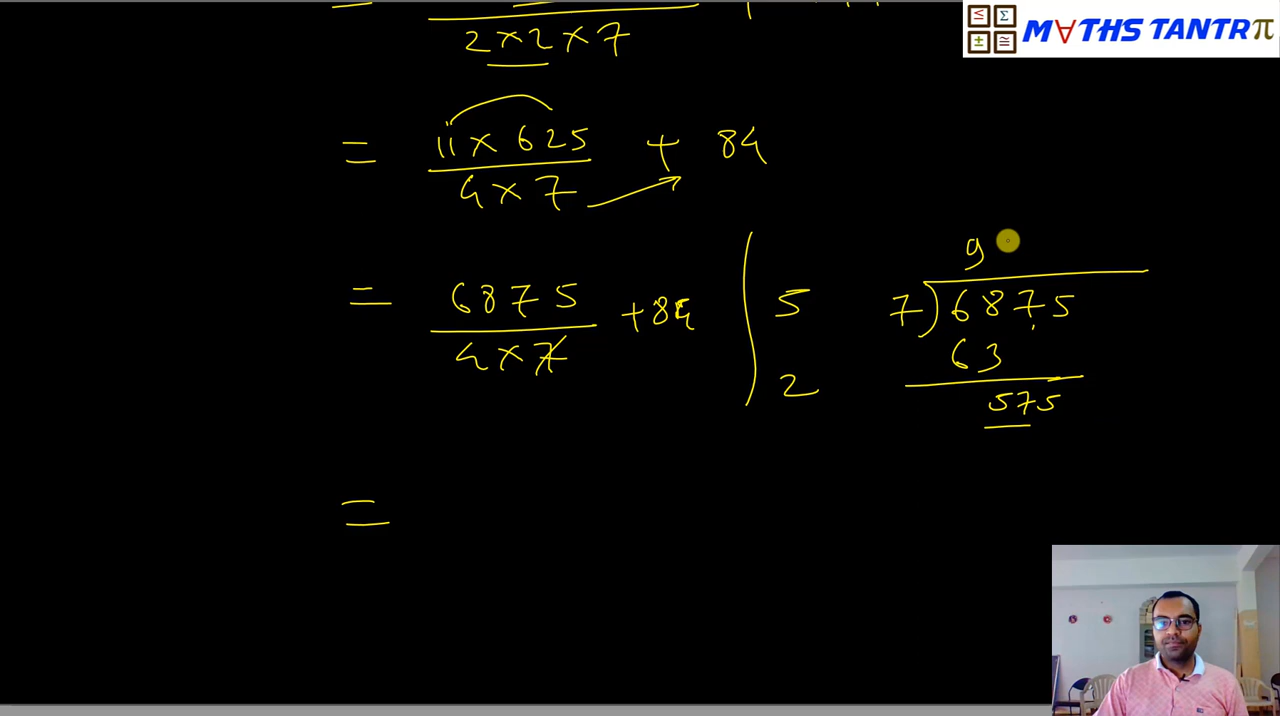 ≤ Σ
± ≅
M∀THS TANTRπ
=
2 × 2 × 7
= 11 × 625 / 4 × 7 + 84
= 6875 / 4 × 7 + 84
5
2
9
7)6875
63
575
=